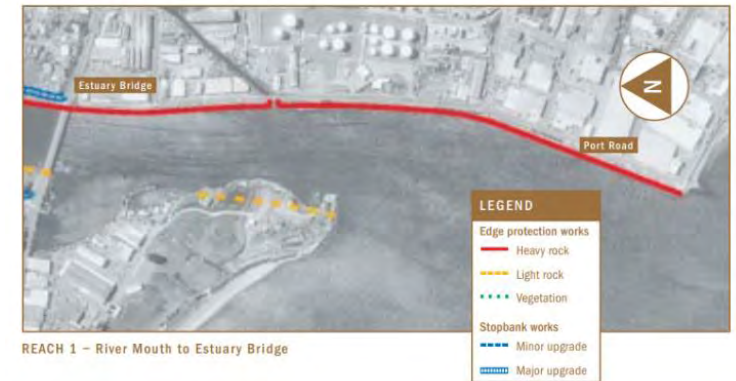 Estuary Bridge
N
Port Road
LEGEND
Edge protection works
Heavy rock
Light rock
Vegetation
Stopbank works
Minor upgrade
Major upgrade
REACH 1 – River Mouth to Estuary Bridge